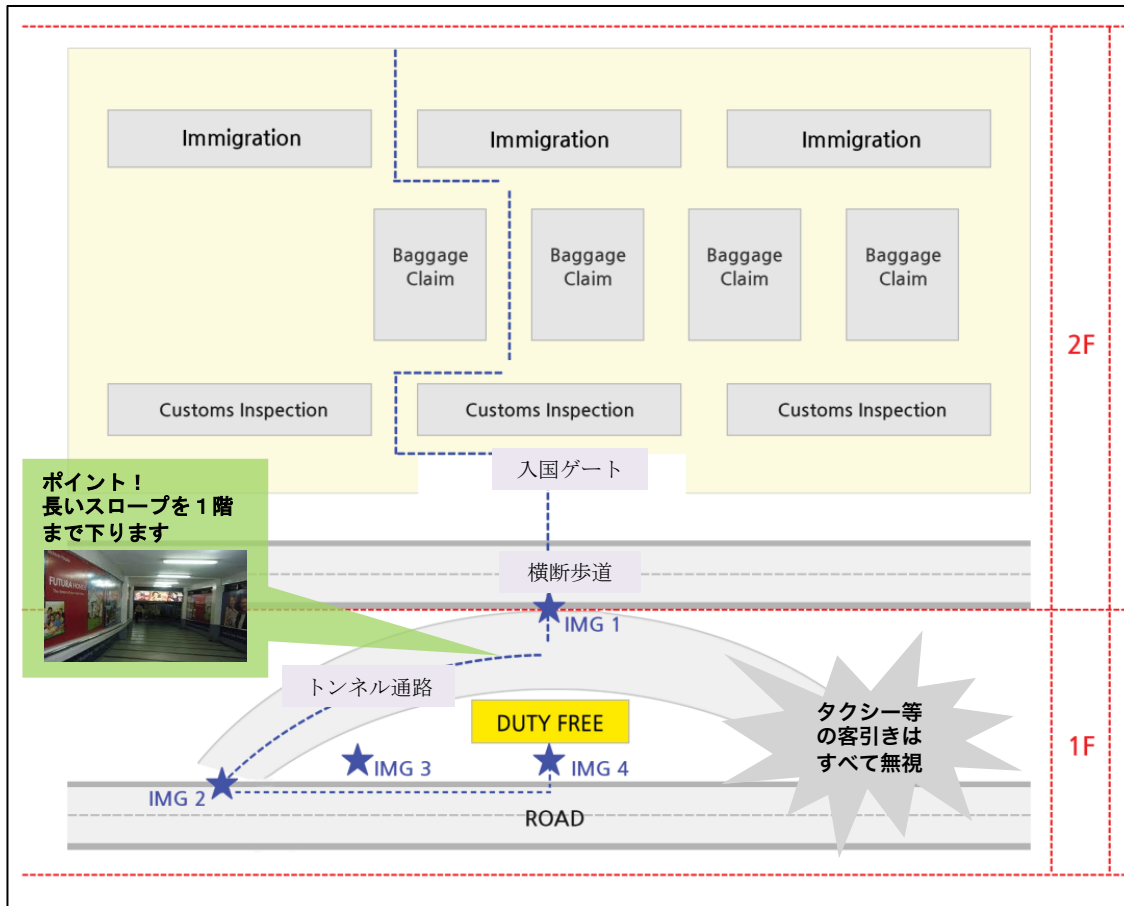 Immigration
Immigration
Immigration
Baggage
Claim
Baggage
Claim
Baggage
Claim
Baggage
Claim
2F
Customs Inspection
Customs Inspection
Customs Inspection
入国ゲート
ポイント！
長いスロープを１階
まで下ります
FUTURA HOMES
横断歩道
IMG 1
トンネル通路
DUTY FREE
タクシー等
の客引きは
すべて無視
1F
IMG 3
IMG 4
IMG 2
ROAD